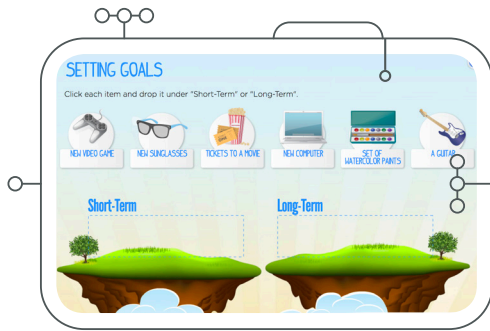 SETTING GOALS
Click each item and drop it under "Short-Term" or "Long-Term".
NEW VIDEO GAME
NEW SUNGLASSES
TICKETS TO A MOVIE
NEW COMPUTER
SET OF
WATERCOLOR PAINTS
A GUITAR
Short-Term
Long-Term